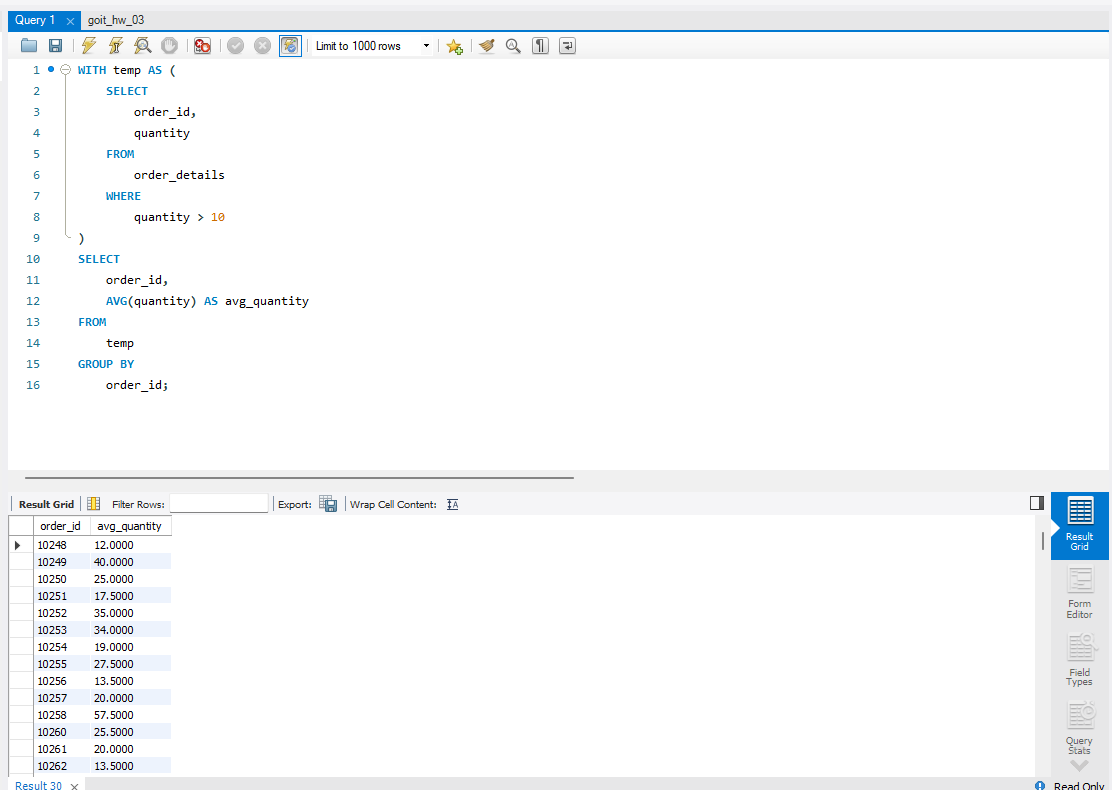 Query 1 goit_hw_03
Limit to 1000 rows
1 WITH temp AS (
2 SELECT
3 order_id,
4 quantity
5 FROM
6 order_details
7 WHERE
8 quantity > 10
9 )
10 SELECT
11 order_id,
12 AVG(quantity) AS avg_quantity
13 FROM
14 temp
15 GROUP BY
16 order_id;
Result Grid Filter Rows: Export: Wrap Cell Content:
order_id avg_quantity
10248 12.0000
10249 40.0000
10250 25.0000
10251 17.5000
10252 35.0000
10253 34.0000
10254 19.0000
10255 27.5000
10256 13.5000
10257 20.0000
10258 57.5000
10260 25.5000
10261 20.0000
10262 13.5000
Result
Grid
Form
Editor
Field
Types
Query
Stats
Result 30 Read Only